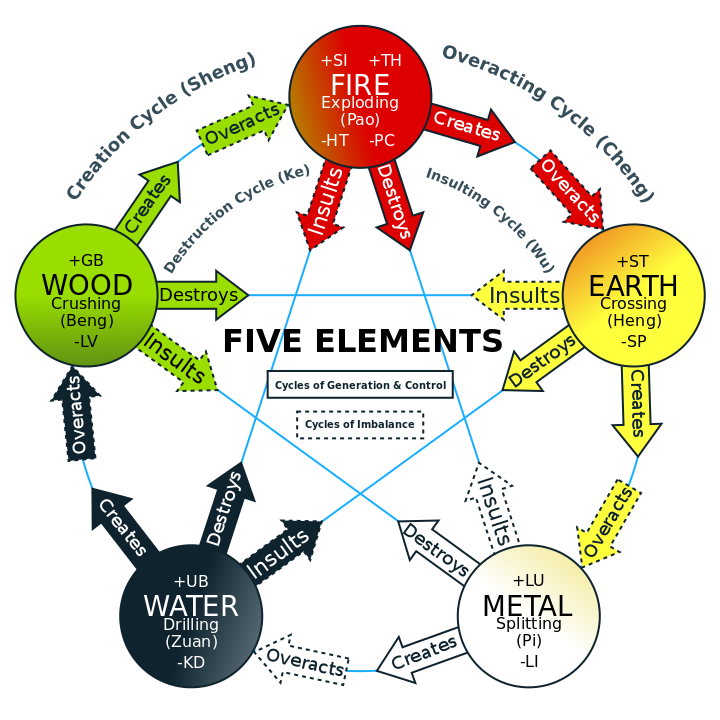 Creation Cycle (Sheng)
Overacting Cycle (Cheng)
Destruction Cycle (Ke)
Insulting Cycle (Wu)
+SI +TH
FIRE
Exploding
(Pao)
-HT -PC
Creates
Overacts
Insults
Destroys
+GB
WOOD
Crushing
(Beng)
-LV
Creates
Overacts
Destroys
Insults
+ST
EARTH
Crossing
(Heng)
-SP
Insults
Destroys
Creates
Overacts
FIVE ELEMENTS
Cycles of Generation & Control
Cycles of Imbalance
+UB
WATER
Drilling
(Zuan)
-KD
Overacts
Creates
Destroys
Insults
+LU
METAL
Splitting
(Pi)
-LI
Insults
Destroys
Creates
Overacts